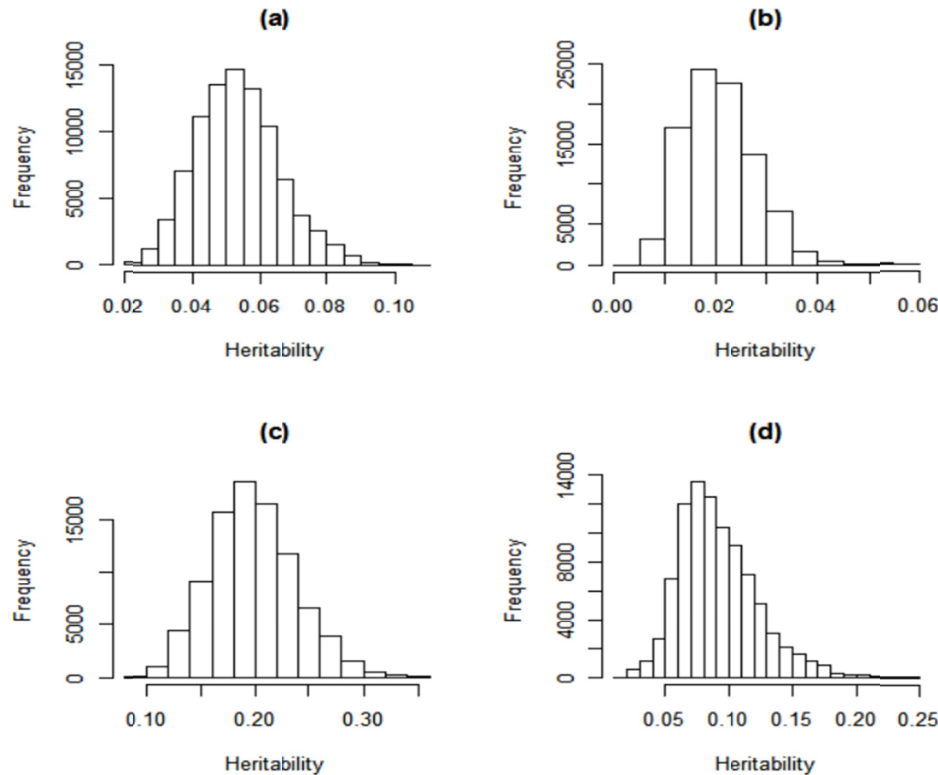 (a)
Frequency
15000
10000
5000
0
0.02 0.04 0.06 0.08 0.10
Heritability
(b)
Frequency
25000
15000
5000
0
0.00 0.02 0.04 0.06
Heritability
(c)
Frequency
15000
5000
0
0.10 0.20 0.30
Heritability
(d)
Frequency
14000
8000
4000
0
0.05 0.10 0.15 0.20 0.25
Heritability